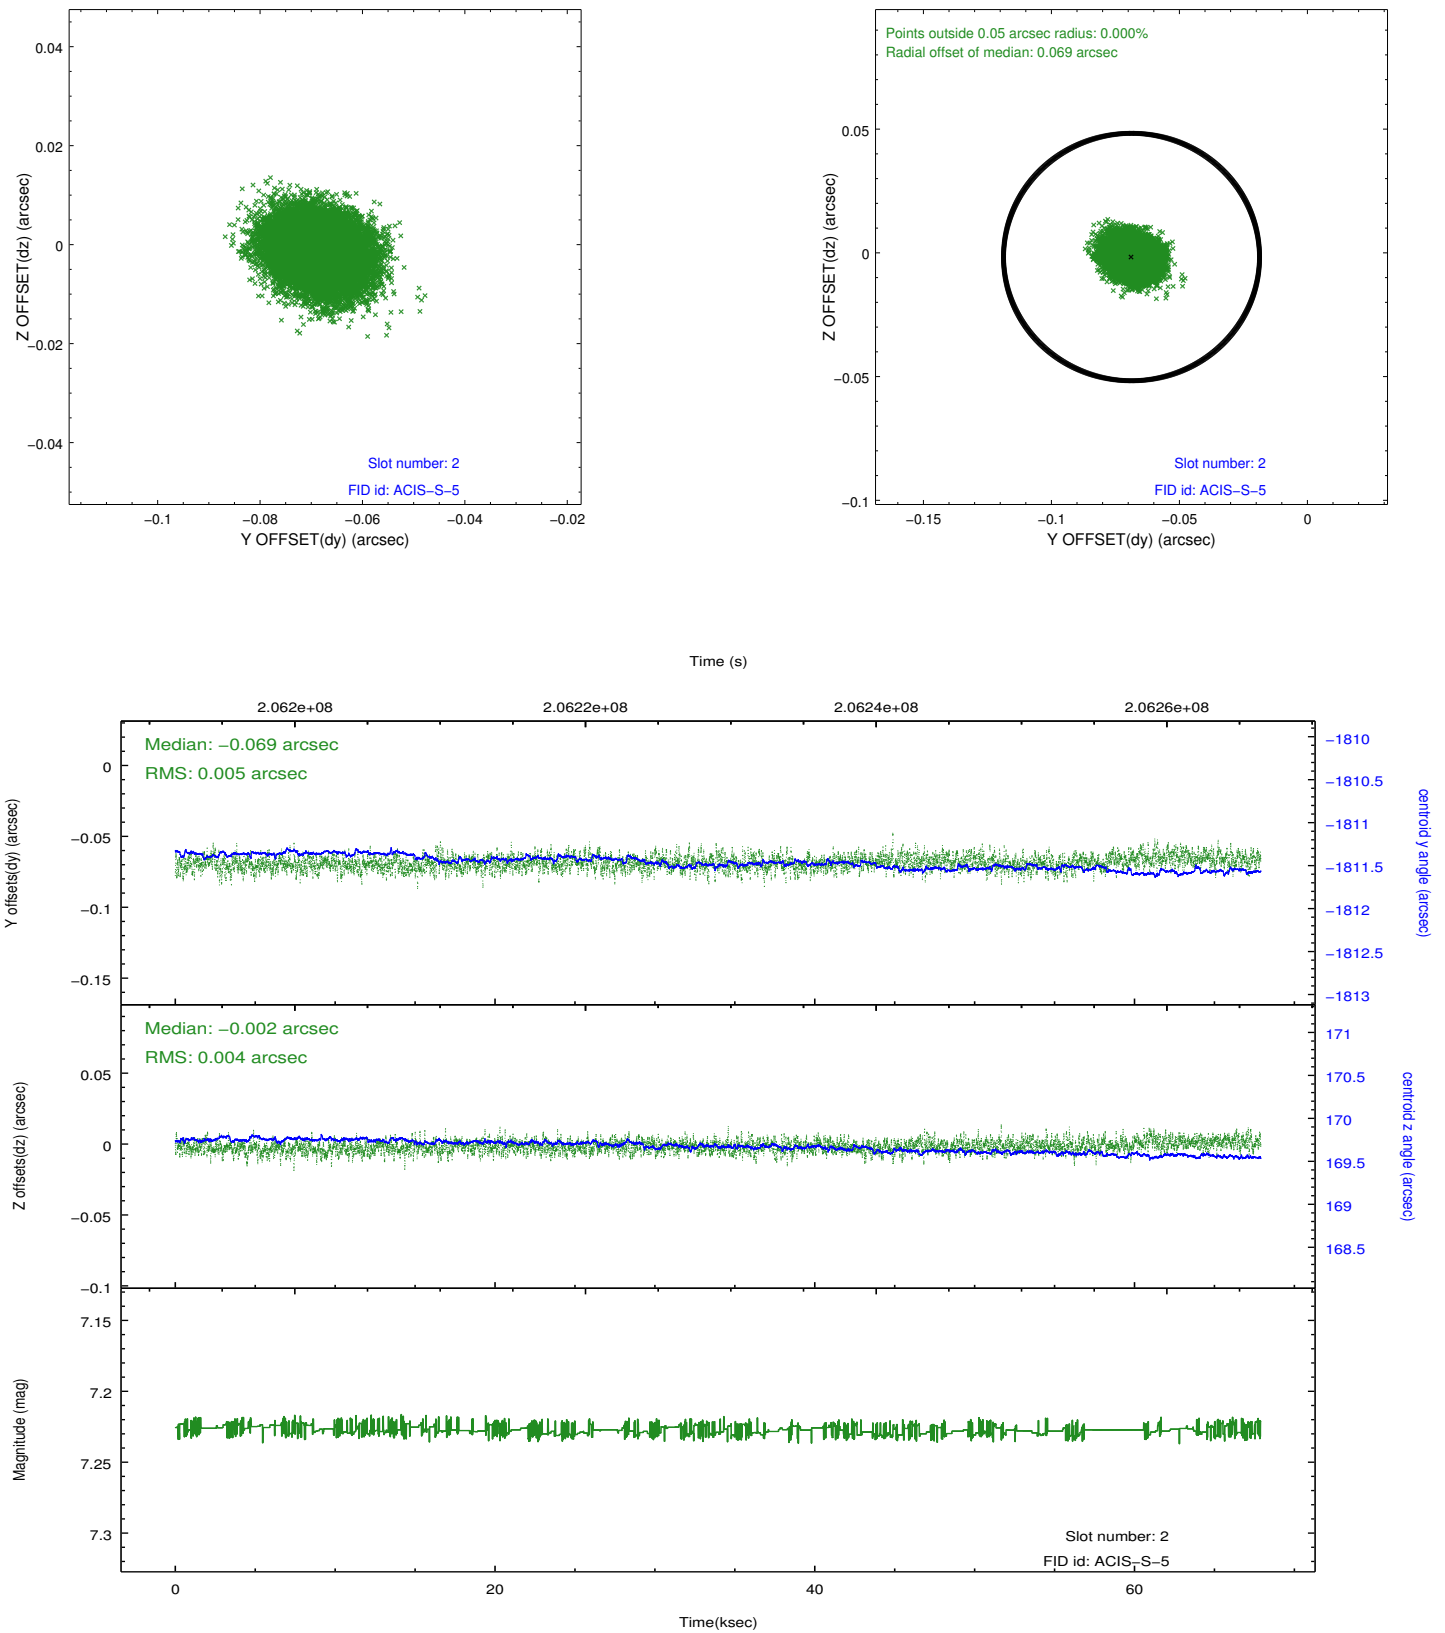 0.04
0.02
0
−0.02
−0.04
Z OFFSET(dz) (arcsec)
Slot number: 2
FID id: ACIS−S−5
−0.1
−0.08
−0.06
−0.04
−0.02
Y OFFSET(dy) (arcsec)
Points outside 0.05 arcsec radius: 0.000%
Radial offset of median: 0.069 arcsec
0.05
0
−0.05
−0.1
Z OFFSET(dz) (arcsec)
Slot number: 2
FID id: ACIS−S−5
−0.15
−0.1
−0.05
0
Y OFFSET(dy) (arcsec)
Time (s)
2.062e+08
2.0622e+08
2.0624e+08
2.0626e+08
Median: −0.069 arcsec
RMS: 0.005 arcsec
0
−0.05
−0.1
−0.15
Y offsets(dy) (arcsec)
−1810
−1810.5
−1811
−1811.5
−1812
−1812.5
−1813
centroid y angle (arcsec)
Median: −0.002 arcsec
RMS: 0.004 arcsec
0.05
0
−0.05
−0.1
Z offsets(dz) (arcsec)
171
170.5
170
169.5
169
168.5
centroid z angle (arcsec)
7.15
7.2
7.25
7.3
Magnitude (mag)
Slot number: 2
FID id: ACIS−S−5
0
20
40
60
Time(ksec)